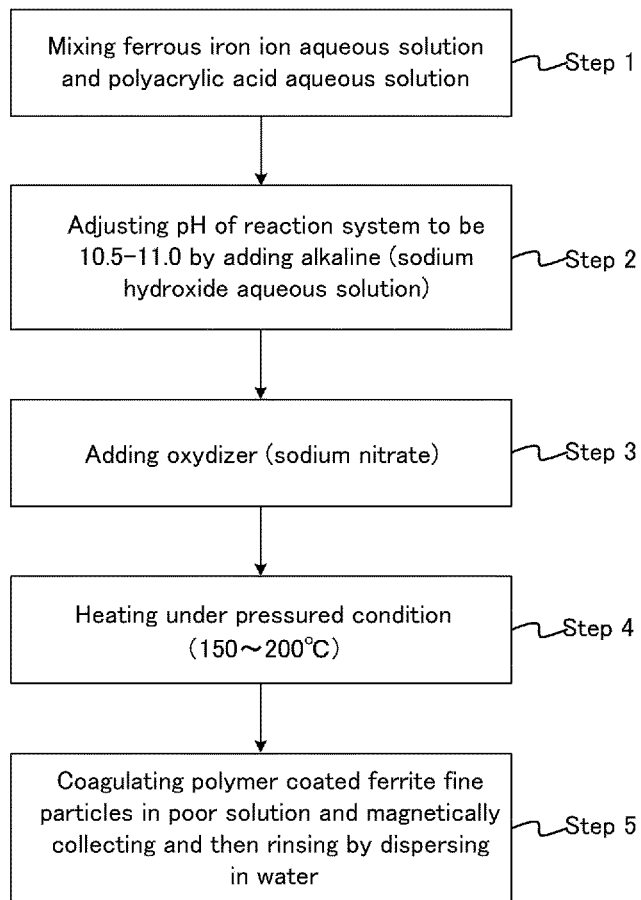 Mixing ferrous iron ion aqueous solution
and polyacrylic acid aqueous solution
Step 1
Adjusting pH of reaction system to be
10.5-11.0 by adding alkaline (sodium
hydroxide aqueous solution)
Step 2
Adding oxydizer (sodium nitrate)
Step 3
Heating under pressured condition
(150～200℃)
Step 4
Coagulating polymer coated ferrite fine
particles in poor solution and magnetically
collecting and then rinsing by dispersing
in water
Step 5